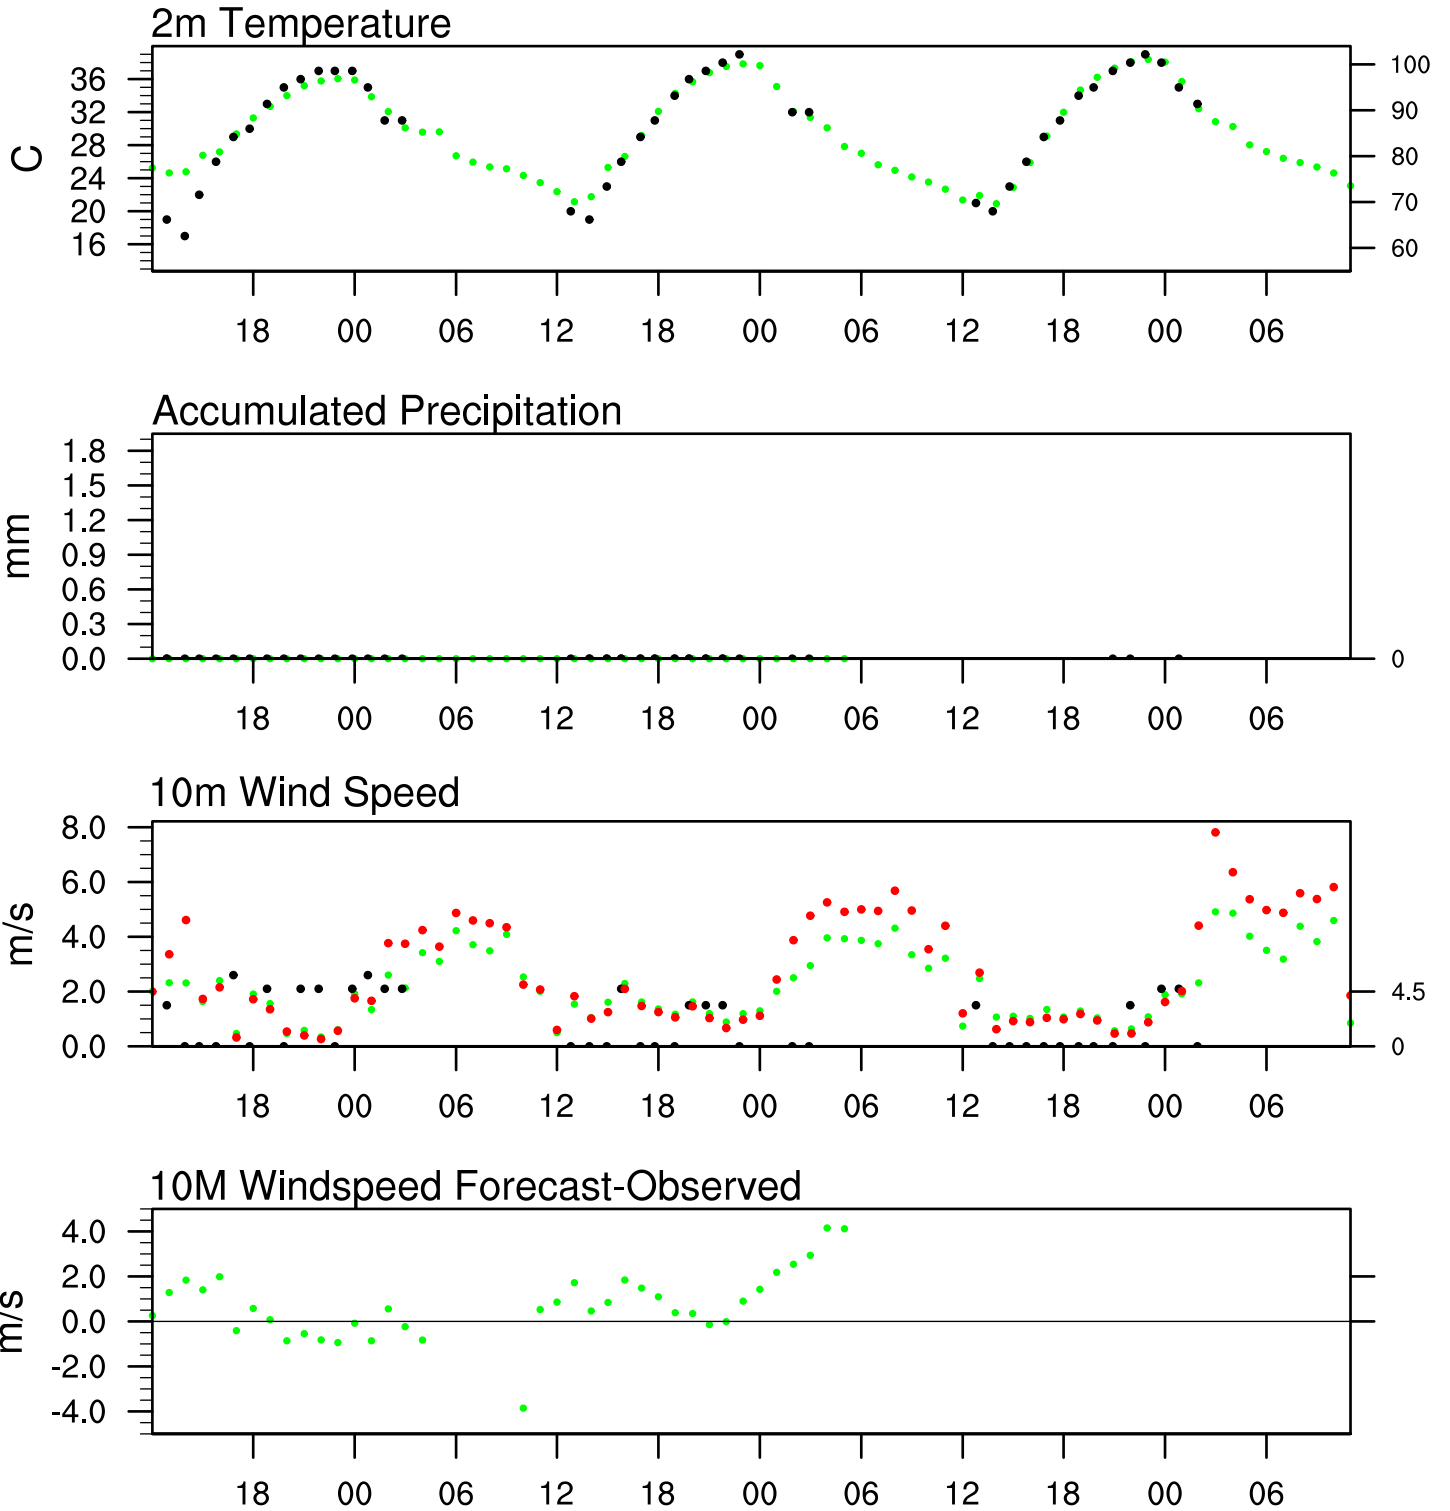 2m Temperature
C
36
32
28
24
20
16
100
90
80
70
60
18 00 06 12 18 00 06 12 18 00 06
Accumulated Precipitation
mm
1.8
1.5
1.2
0.9
0.6
0.3
0.0
0
18 00 06 12 18 00 06 12 18 00 06
10m Wind Speed
m/s
8.0
6.0
4.0
2.0
0.0
4.5
0
18 00 06 12 18 00 06 12 18 00 06
10M Windspeed Forecast-Observed
m/s
4.0
2.0
0.0
-2.0
-4.0
18 00 06 12 18 00 06 12 18 00 06